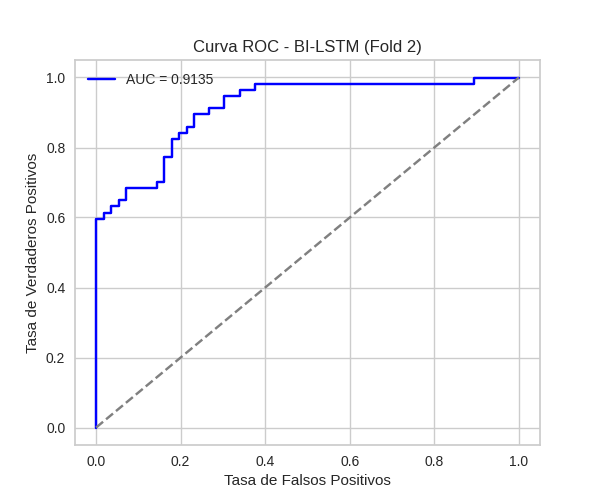 Curva ROC - BI-LSTM (Fold 2)
AUC = 0.9135
Tasa de Verdaderos Positivos
1.0
0.8
0.6
0.4
0.2
0.0
0.0 0.2 0.4 0.6 0.8 1.0
Tasa de Falsos Positivos